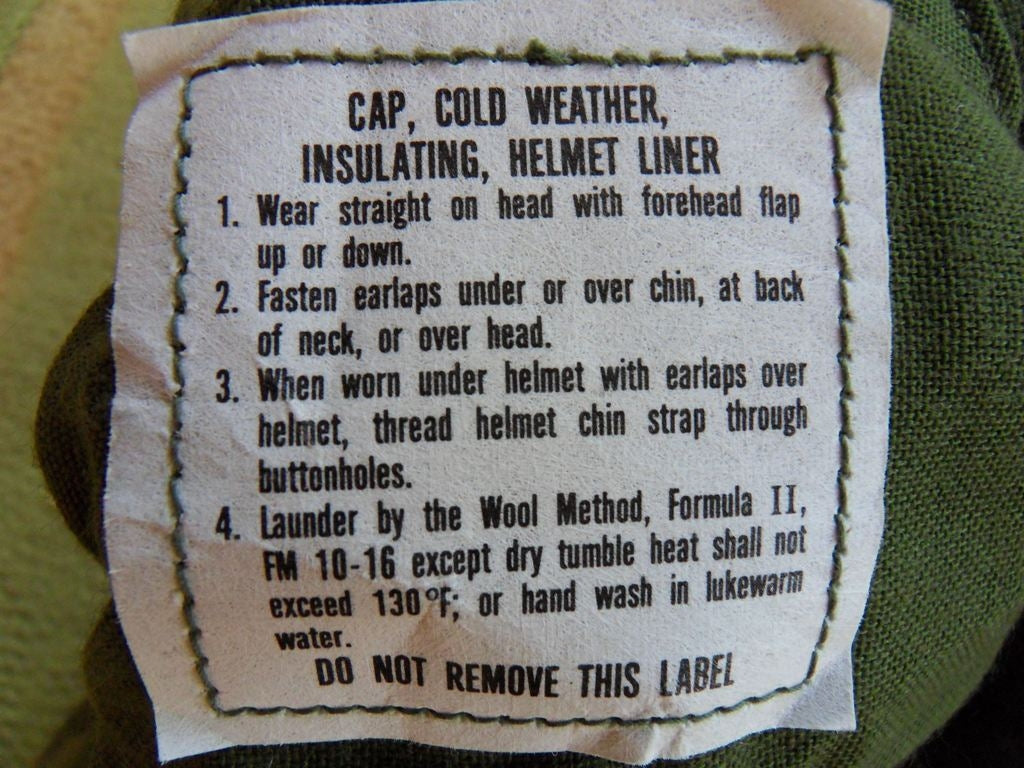 CAP, COLD WEATHER,
INSULATING, HELMET LINER
1. Wear straight on head with forehead flap
up or down.
2. Fasten earlaps under or over chin, at back
of neck, or over head.
3. When worn under helmet with earlaps over
helmet, thread helmet chin strap through
buttonholes.
4. Launder by the Wool Method, Formula II,
FM 10-16 except dry tumble heat shall not
exceed 130°F; or hand wash in lukewarm
water.
DO NOT REMOVE THIS LABEL